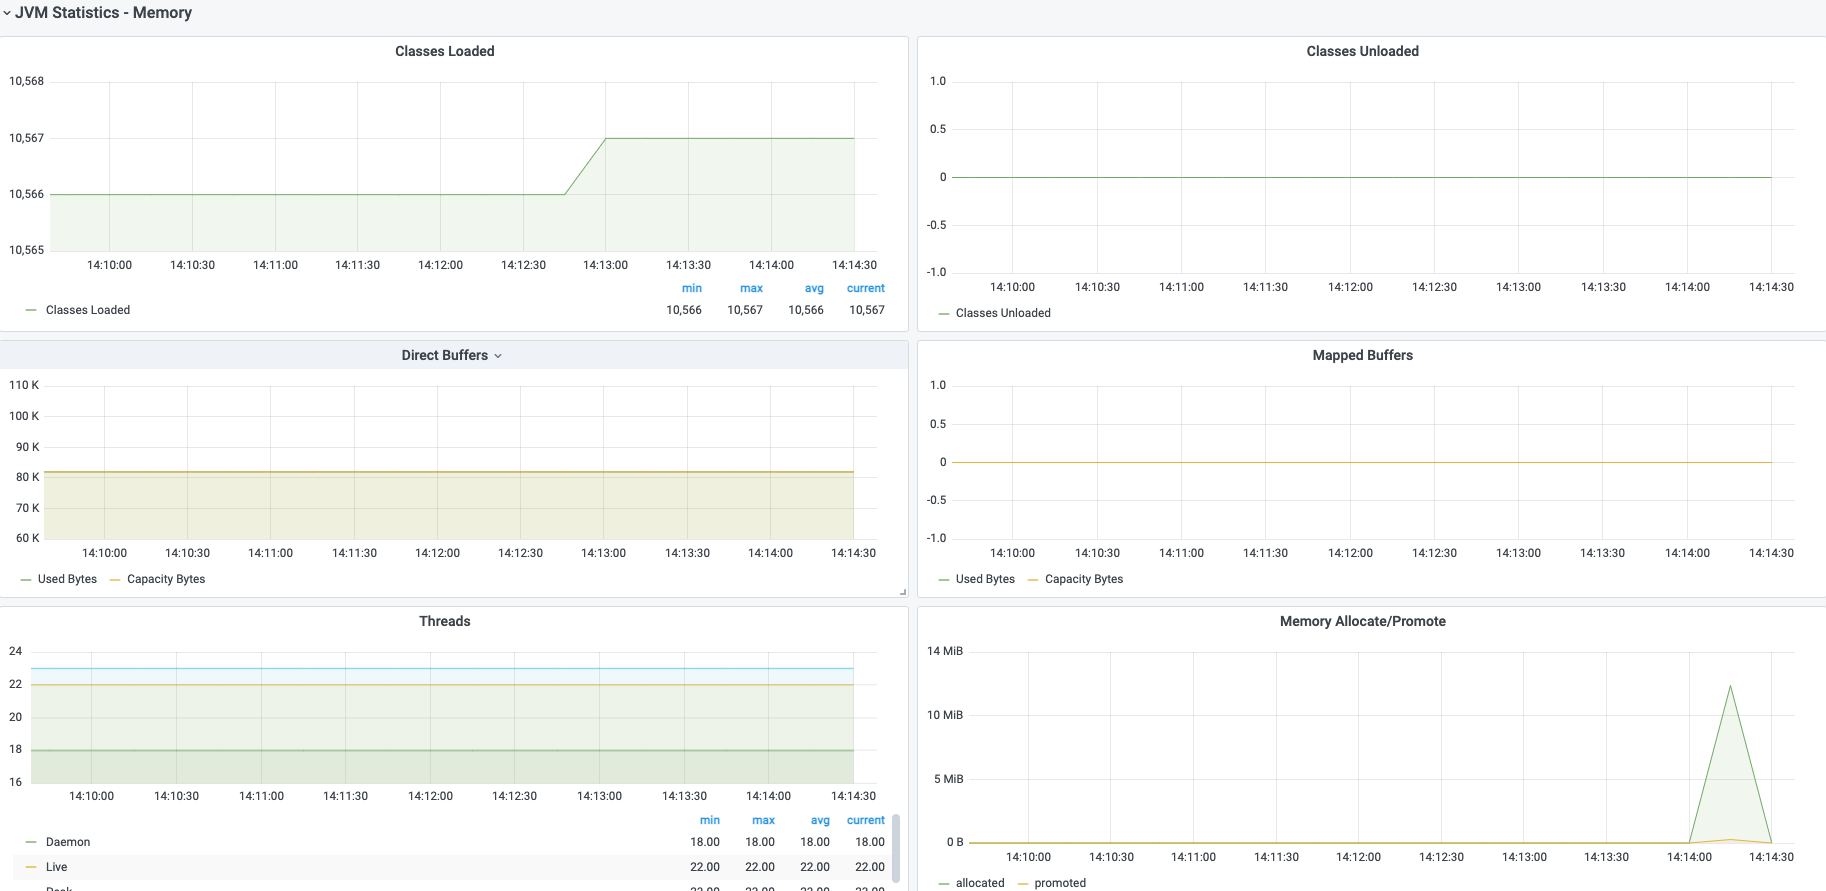 JVM Statistics - Memory
Classes Loaded
10,568
10,567
10,566
10,565
14:10:00 14:10:30 14:11:00 14:11:30 14:12:00 14:12:30 14:13:00 14:13:30 14:14:00 14:14:30
min max avg current
Classes Loaded 10,566 10,567 10,566 10,567
Classes Unloaded
1.0
0.5
0
-0.5
-1.0
14:10:00 14:10:30 14:11:00 14:11:30 14:12:00 14:12:30 14:13:00 14:13:30 14:14:00 14:14:30
Classes Unloaded
Direct Buffers
110 K
100 K
90 K
80 K
70 K
60 K
14:10:00 14:10:30 14:11:00 14:11:30 14:12:00 14:12:30 14:13:00 14:13:30 14:14:00 14:14:30
Used Bytes Capacity Bytes
Mapped Buffers
1.0
0.5
0
-0.5
-1.0
14:10:00 14:10:30 14:11:00 14:11:30 14:12:00 14:12:30 14:13:00 14:13:30 14:14:00 14:14:30
Used Bytes Capacity Bytes
Threads
24
22
20
18
16
14:10:00 14:10:30 14:11:00 14:11:30 14:12:00 14:12:30 14:13:00 14:13:30 14:14:00 14:14:30
min max avg current
Daemon 18.00 18.00 18.00 18.00
Live 22.00 22.00 22.00 22.00
Memory Allocate/Promote
14 MiB
10 MiB
5 MiB
0 B
14:10:00 14:10:30 14:11:00 14:11:30 14:12:00 14:12:30 14:13:00 14:13:30 14:14:00 14:14:30
allocated promoted